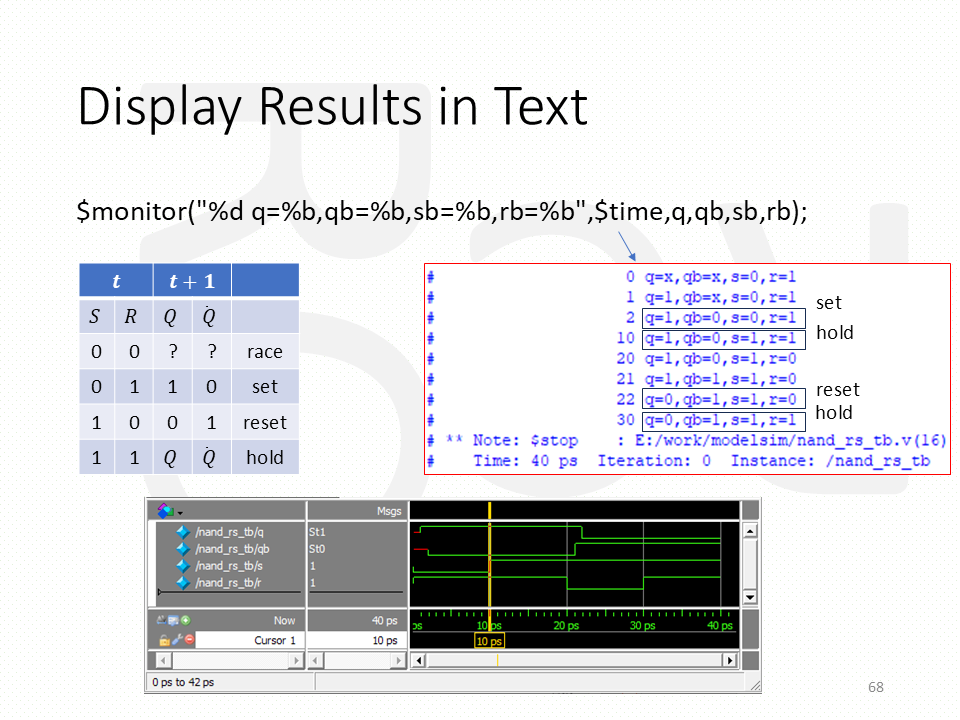 Display Results in Text
$monitor("%d q=%b,qb=%b,sb=%b,rb=%b",$time,q,qb,sb,rb);
t t + 1
S R Q Q̇
0 0 ? ? race
0 1 1 0 set
1 0 0 1 reset
1 1 Q Q̇ hold
# 0 q=x,qb=x,s=0,r=1
# 1 q=1,qb=x,s=0,r=1
# 2 q=1,qb=0,s=0,r=1
# 10 q=1,qb=0,s=1,r=1
# 20 q=1,qb=0,s=1,r=0
# 21 q=1,qb=1,s=1,r=0
# 22 q=0,qb=1,s=1,r=0
# 30 q=0,qb=1,s=1,r=1
# ** Note: $stop : E:/work/modelsim/nand_rs_tb.v(16)
# Time: 40 ps Iteration: 0 Instance: /nand_rs_tb
set
hold
reset
hold
Msgs
/nand_rs_tb/q St1
/nand_rs_tb/qb St0
/nand_rs_tb/s 1
/nand_rs_tb/r 1
Now 40 ps ps 10 ps 20 ps 30 ps 40 ps
Cursor 1 10 ps 10 ps
0 ps to 42 ps
68